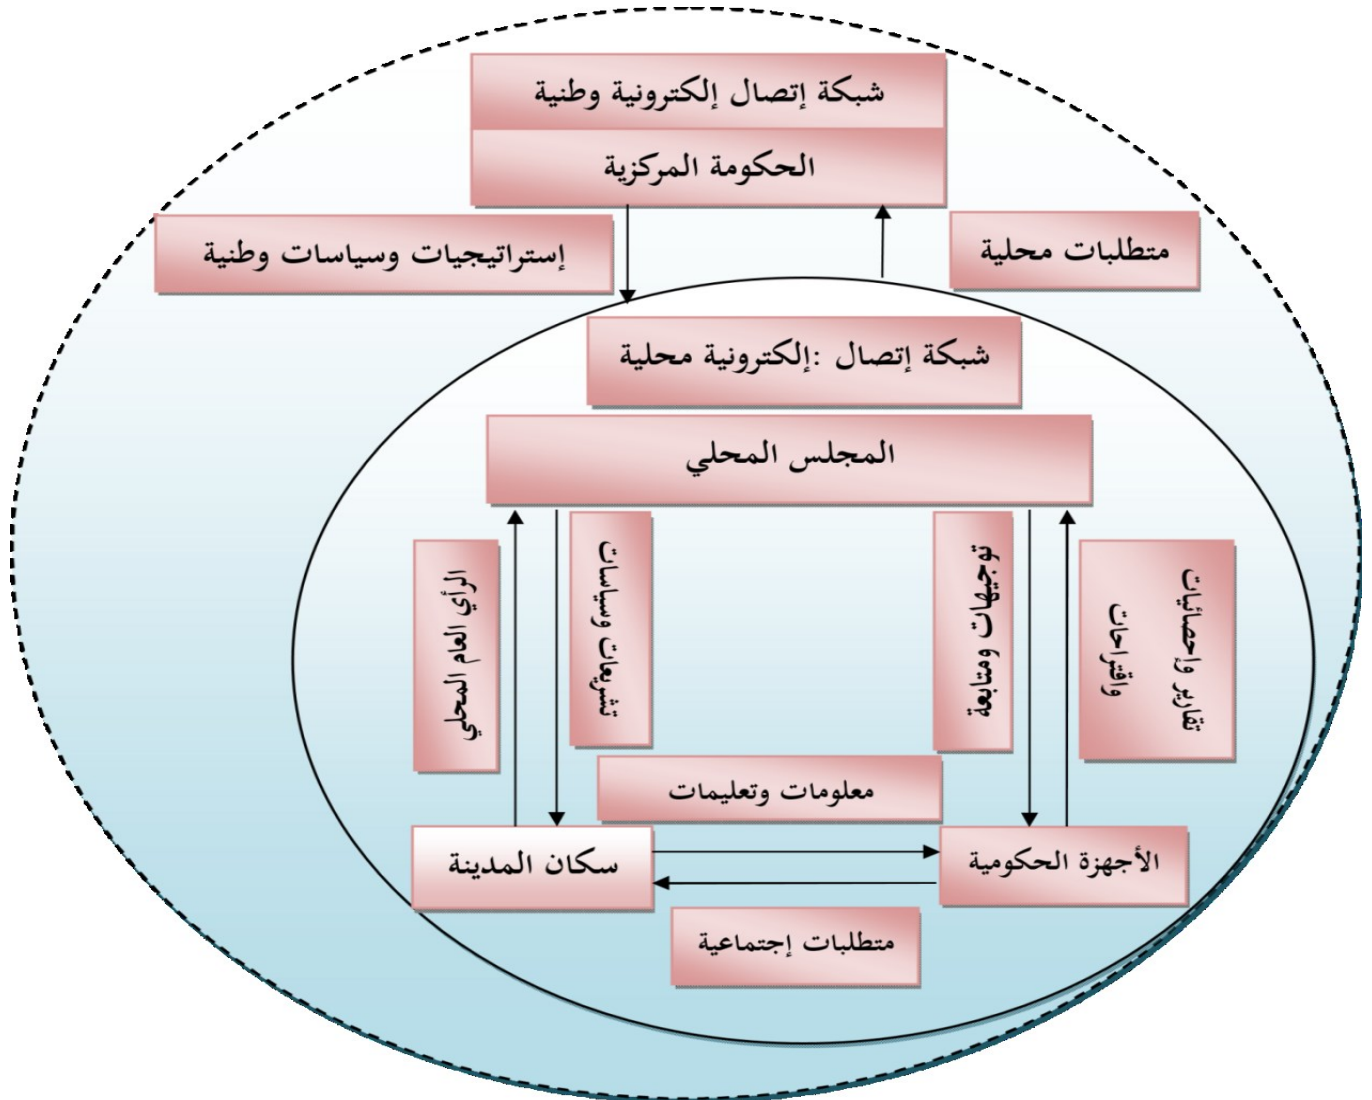 شبكة إتصال إلكترونية وطنية
الحكومة المركزية
متطلبات محلية
إستراتيجيات وسياسات وطنية
شبكة إتصال :إلكترونية محلية
المجلس المحلي
تقارير وإحصائيات
واقتراحات
توجيهات ومتابعة
تشريعات وسياسات
الرأي العام المحلي
معلومات وتعليمات
الأجهزة الحكومية
سكان المدينة
متطلبات إجتماعية